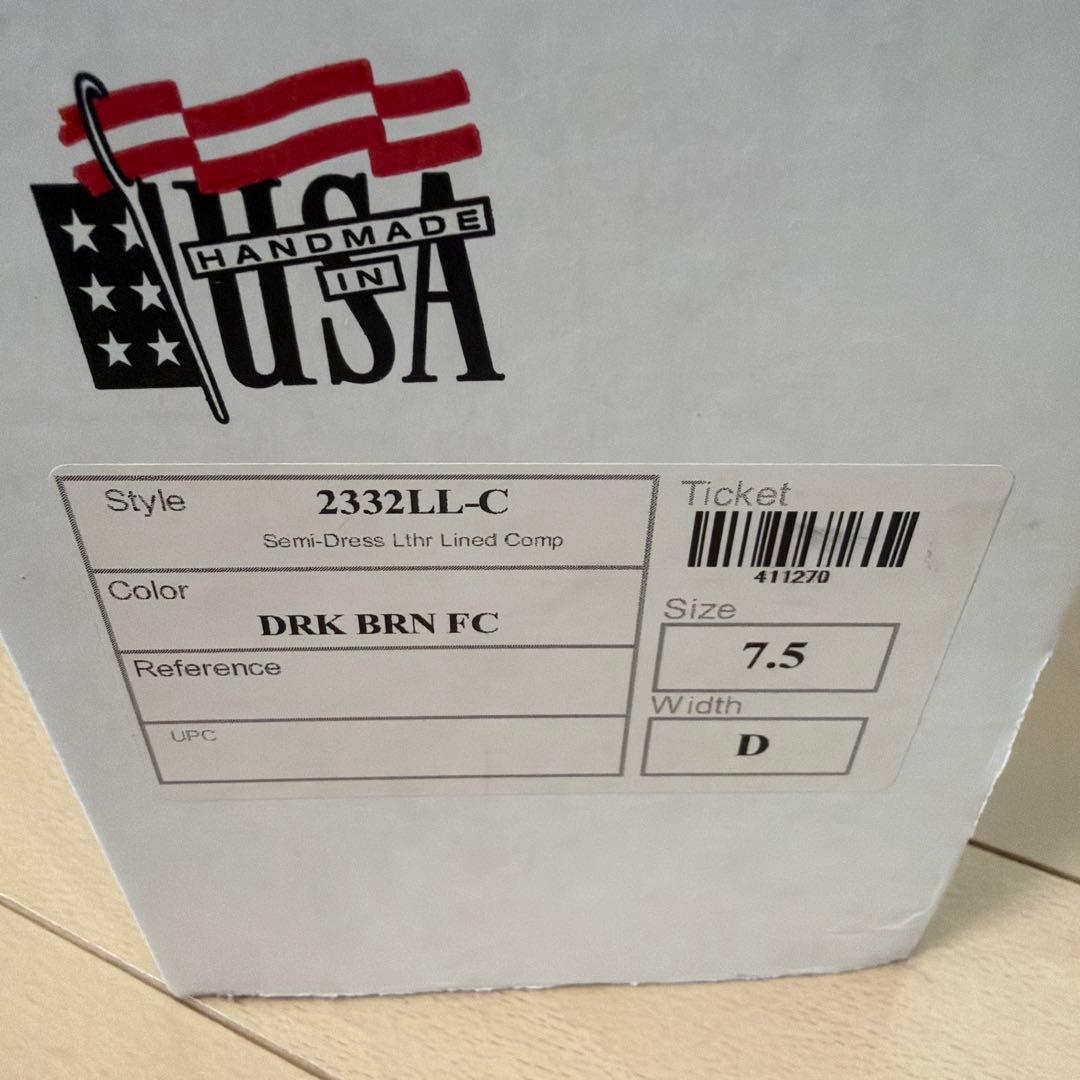 HANDMADE
IN
USA
Style 2332LL-C
Semi-Dress Lthr Lined Comp
Color
DRK BRN FC
Reference
UPC
Ticket
411270
Size
7.5
Width
D